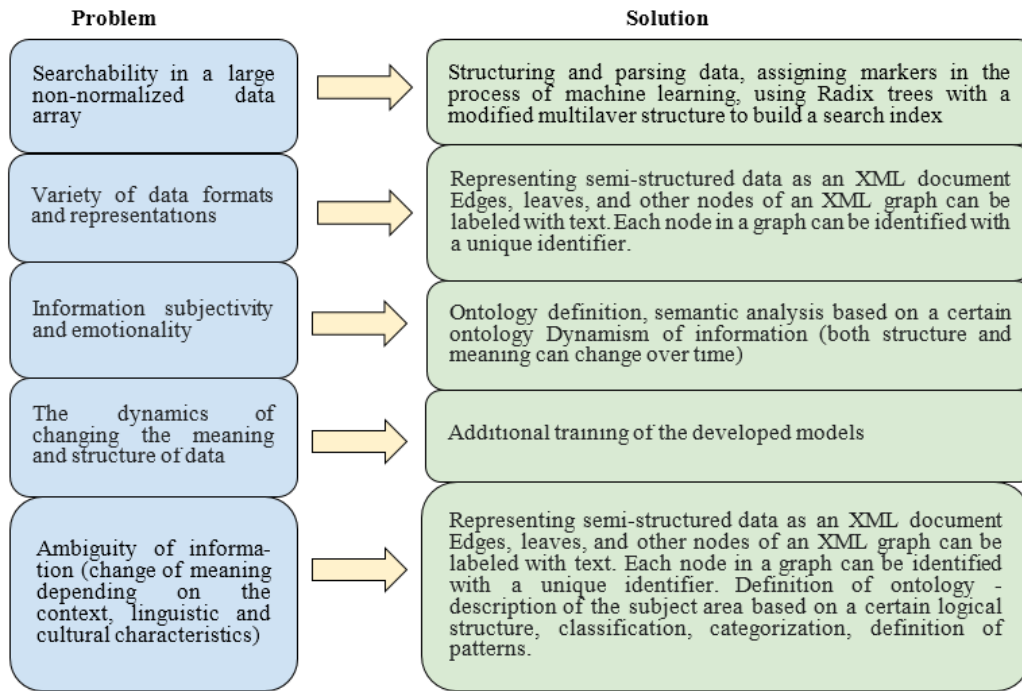 Problem
Solution
Searchability in a large
non-normalized data
array
Structuring and parsing data, assigning markers in the
process of machine learning, using Radix trees with a
modified multilaver structure to build a search index
Variety of data formats
and representations
Representing semi-structured data as an XML document
Edges, leaves, and other nodes of an XML graph can be
labeled with text. Each node in a graph can be identified with
a unique identifier.
Information subjectivity
and emotionality
Ontology definition, semantic analysis based on a certain
ontology Dynamism of information (both structure and
meaning can change over time)
The dynamics of
changing the meaning
and structure of data
Additional training of the developed models
Ambiguity of informa-
tion (change of meaning
depending on the
context, linguistic and
cultural characteristics)
Representing semi-structured data as an XML document
Edges, leaves, and other nodes of an XML graph can be
labeled with text. Each node in a graph can be identified
with a unique identifier. Definition of ontology -
description of the subject area based on a certain logical
structure, classification, categorization, definition of
patterns.